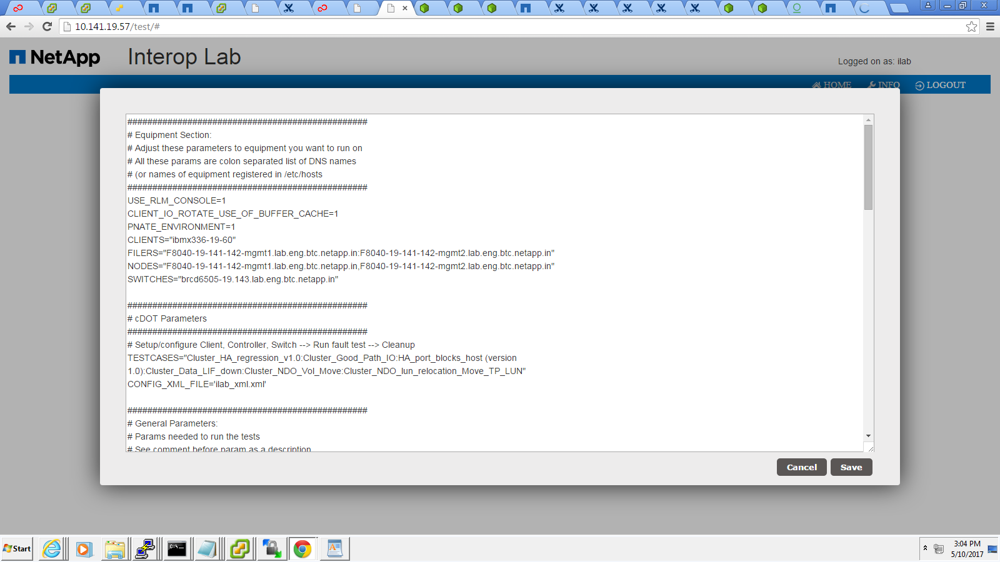 10.141.19.57/test/#
NetApp
Interop Lab
Logged on as: ilab
HOME
INFO
LOGOUT
################################################
# Equipment Section:
# Adjust these parameters to equipment you want to run on
# All these params are colon separated list of DNS names
# (or names of equipment registered in /etc/hosts
################################################
USE_RLM_CONSOLE=1
CLIENT_IO_ROTATE_USE_OF_BUFFER_CACHE=1
PNATE_ENVIRONMENT=1
CLIENTS="ibmx336-19-60"
FILERS="F8040-19-141-142-mgmt1.lab.eng.btc.netapp.in:F8040-19-141-142-mgmt2.lab.eng.btc.netapp.in"
NODES="F8040-19-141-142-mgmt1.lab.eng.btc.netapp.in,F8040-19-141-142-mgmt2.lab.eng.btc.netapp.in"
SWITCHES="brcd6505-19.143.lab.eng.btc.netapp.in"
################################################
# cDOT Parameters
################################################
# Setup/configure Client, Controller, Switch --> Run fault test --> Cleanup
TESTCASES="Cluster_HA_regression_v1.0:Cluster_Good_Path_IO:HA_port_blocks_host (version
1.0):Cluster_Data_LIF_down:Cluster_NDO_Vol_Move:Cluster_NDO_lun_relocation_Move_TP_LUN"
CONFIG_XML_FILE='ilab_xml.xml'
################################################
# General Parameters:
# Params needed to run the tests
# See comment before param as a description
Cancel
Save
Start
3:04 PM
5/10/2017